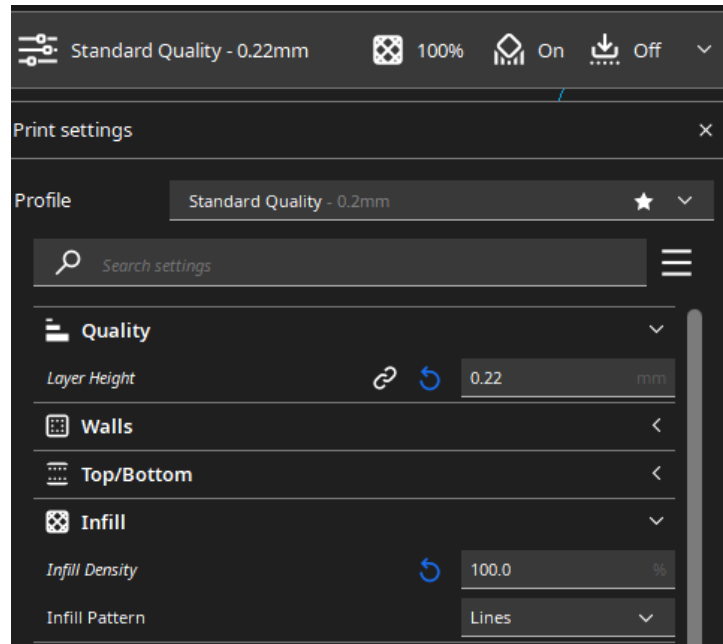 Standard Quality - 0.22mm 100% On Off
Print settings
Profile Standard Quality - 0.2mm
Search settings
Quality
Layer Height 0.22 mm
Walls
Top/Bottom
Infill
Infill Density 100.0 %
Infill Pattern Lines